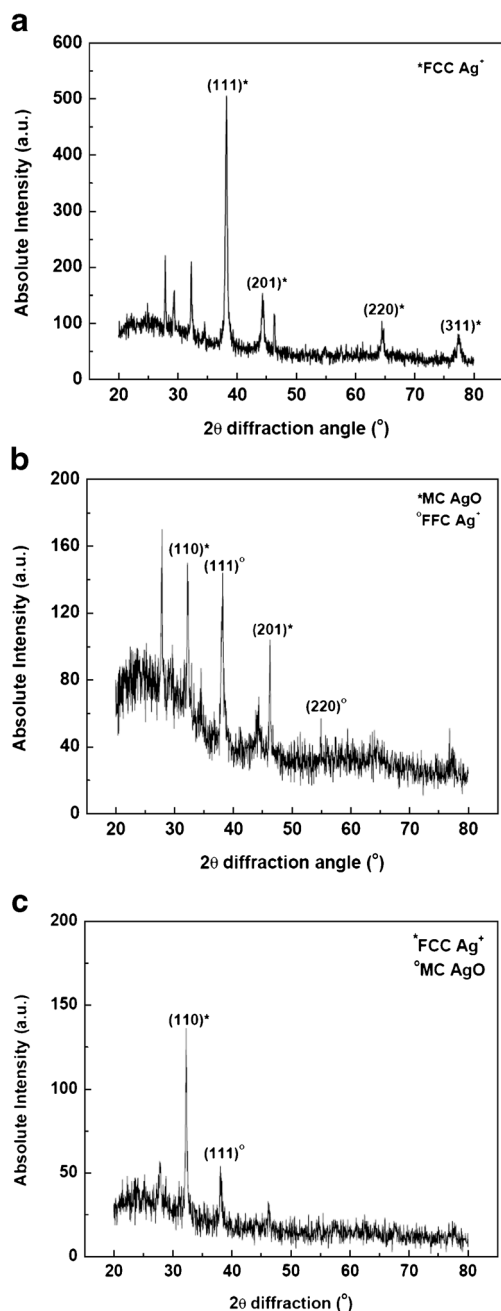 a
600
500
400
300
200
100
0
Absolute Intensity (a.u.)
*FCC Ag⁺
(111)*
(201)*
(220)*
(311)*
20 30 40 50 60 70 80
2θ diffraction angle (°)
b
200
160
120
80
40
0
Absolute Intensity (a.u.)
*MC AgO
°FFC Ag⁺
(110)*
(111)°
(201)*
(220)°
20 30 40 50 60 70 80
2θ diffraction angle (°)
c
200
150
100
50
0
Absolute Intensity (a.u.)
*FCC Ag⁺
°MC AgO
(110)*
(111)°
20 30 40 50 60 70 80
2θ diffraction (°)